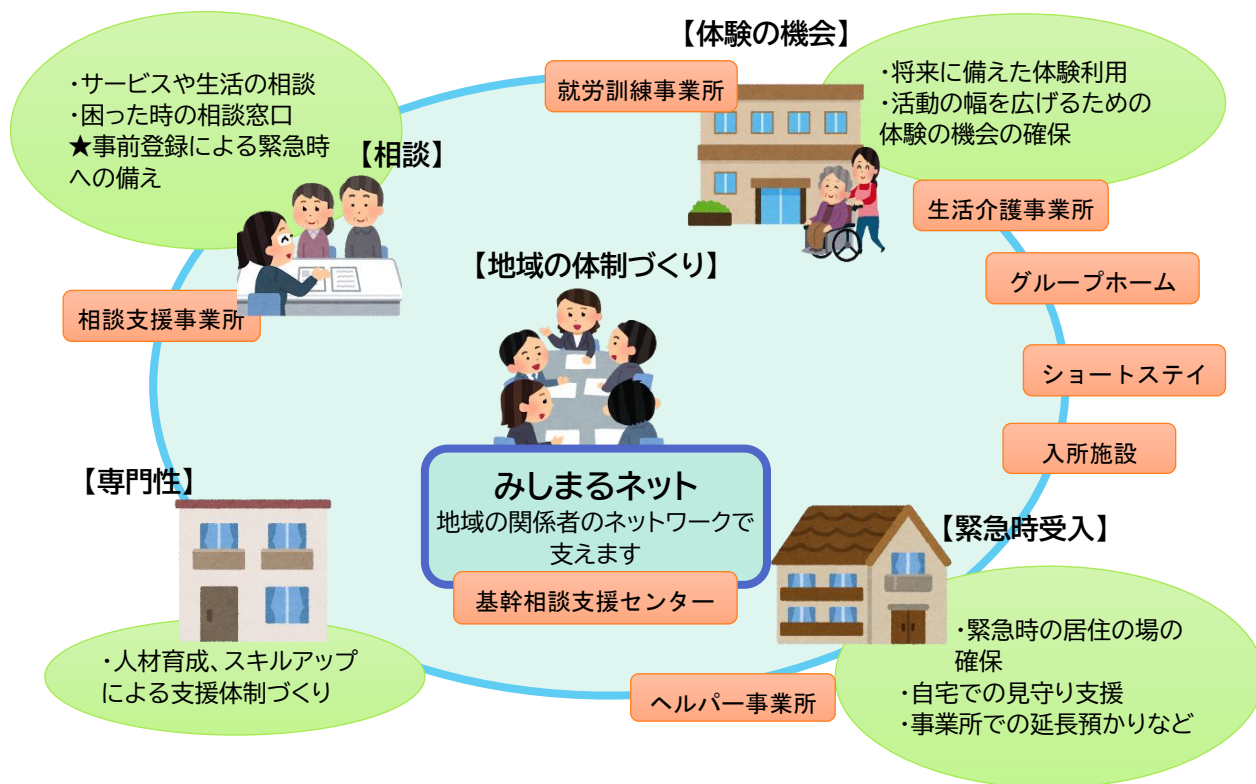 【体験の機会】
就労訓練事業所
・将来に備えた体験利用
・活動の幅を広げるための
体験の機会の確保
・サービスや生活の相談
・困った時の相談窓口
★事前登録による緊急時
への備え
【相談】
生活介護事業所
グループホーム
【地域の体制づくり】
相談支援事業所
ショートステイ
入所施設
【専門性】
みしまるネット
地域の関係者のネットワークで
支えます
基幹相談支援センター
【緊急時受入】
・緊急時の居住の場の
確保
・自宅での見守り支援
・事業所での延長預かりなど
・人材育成、スキルアップ
による支援体制づくり
ヘルパー事業所